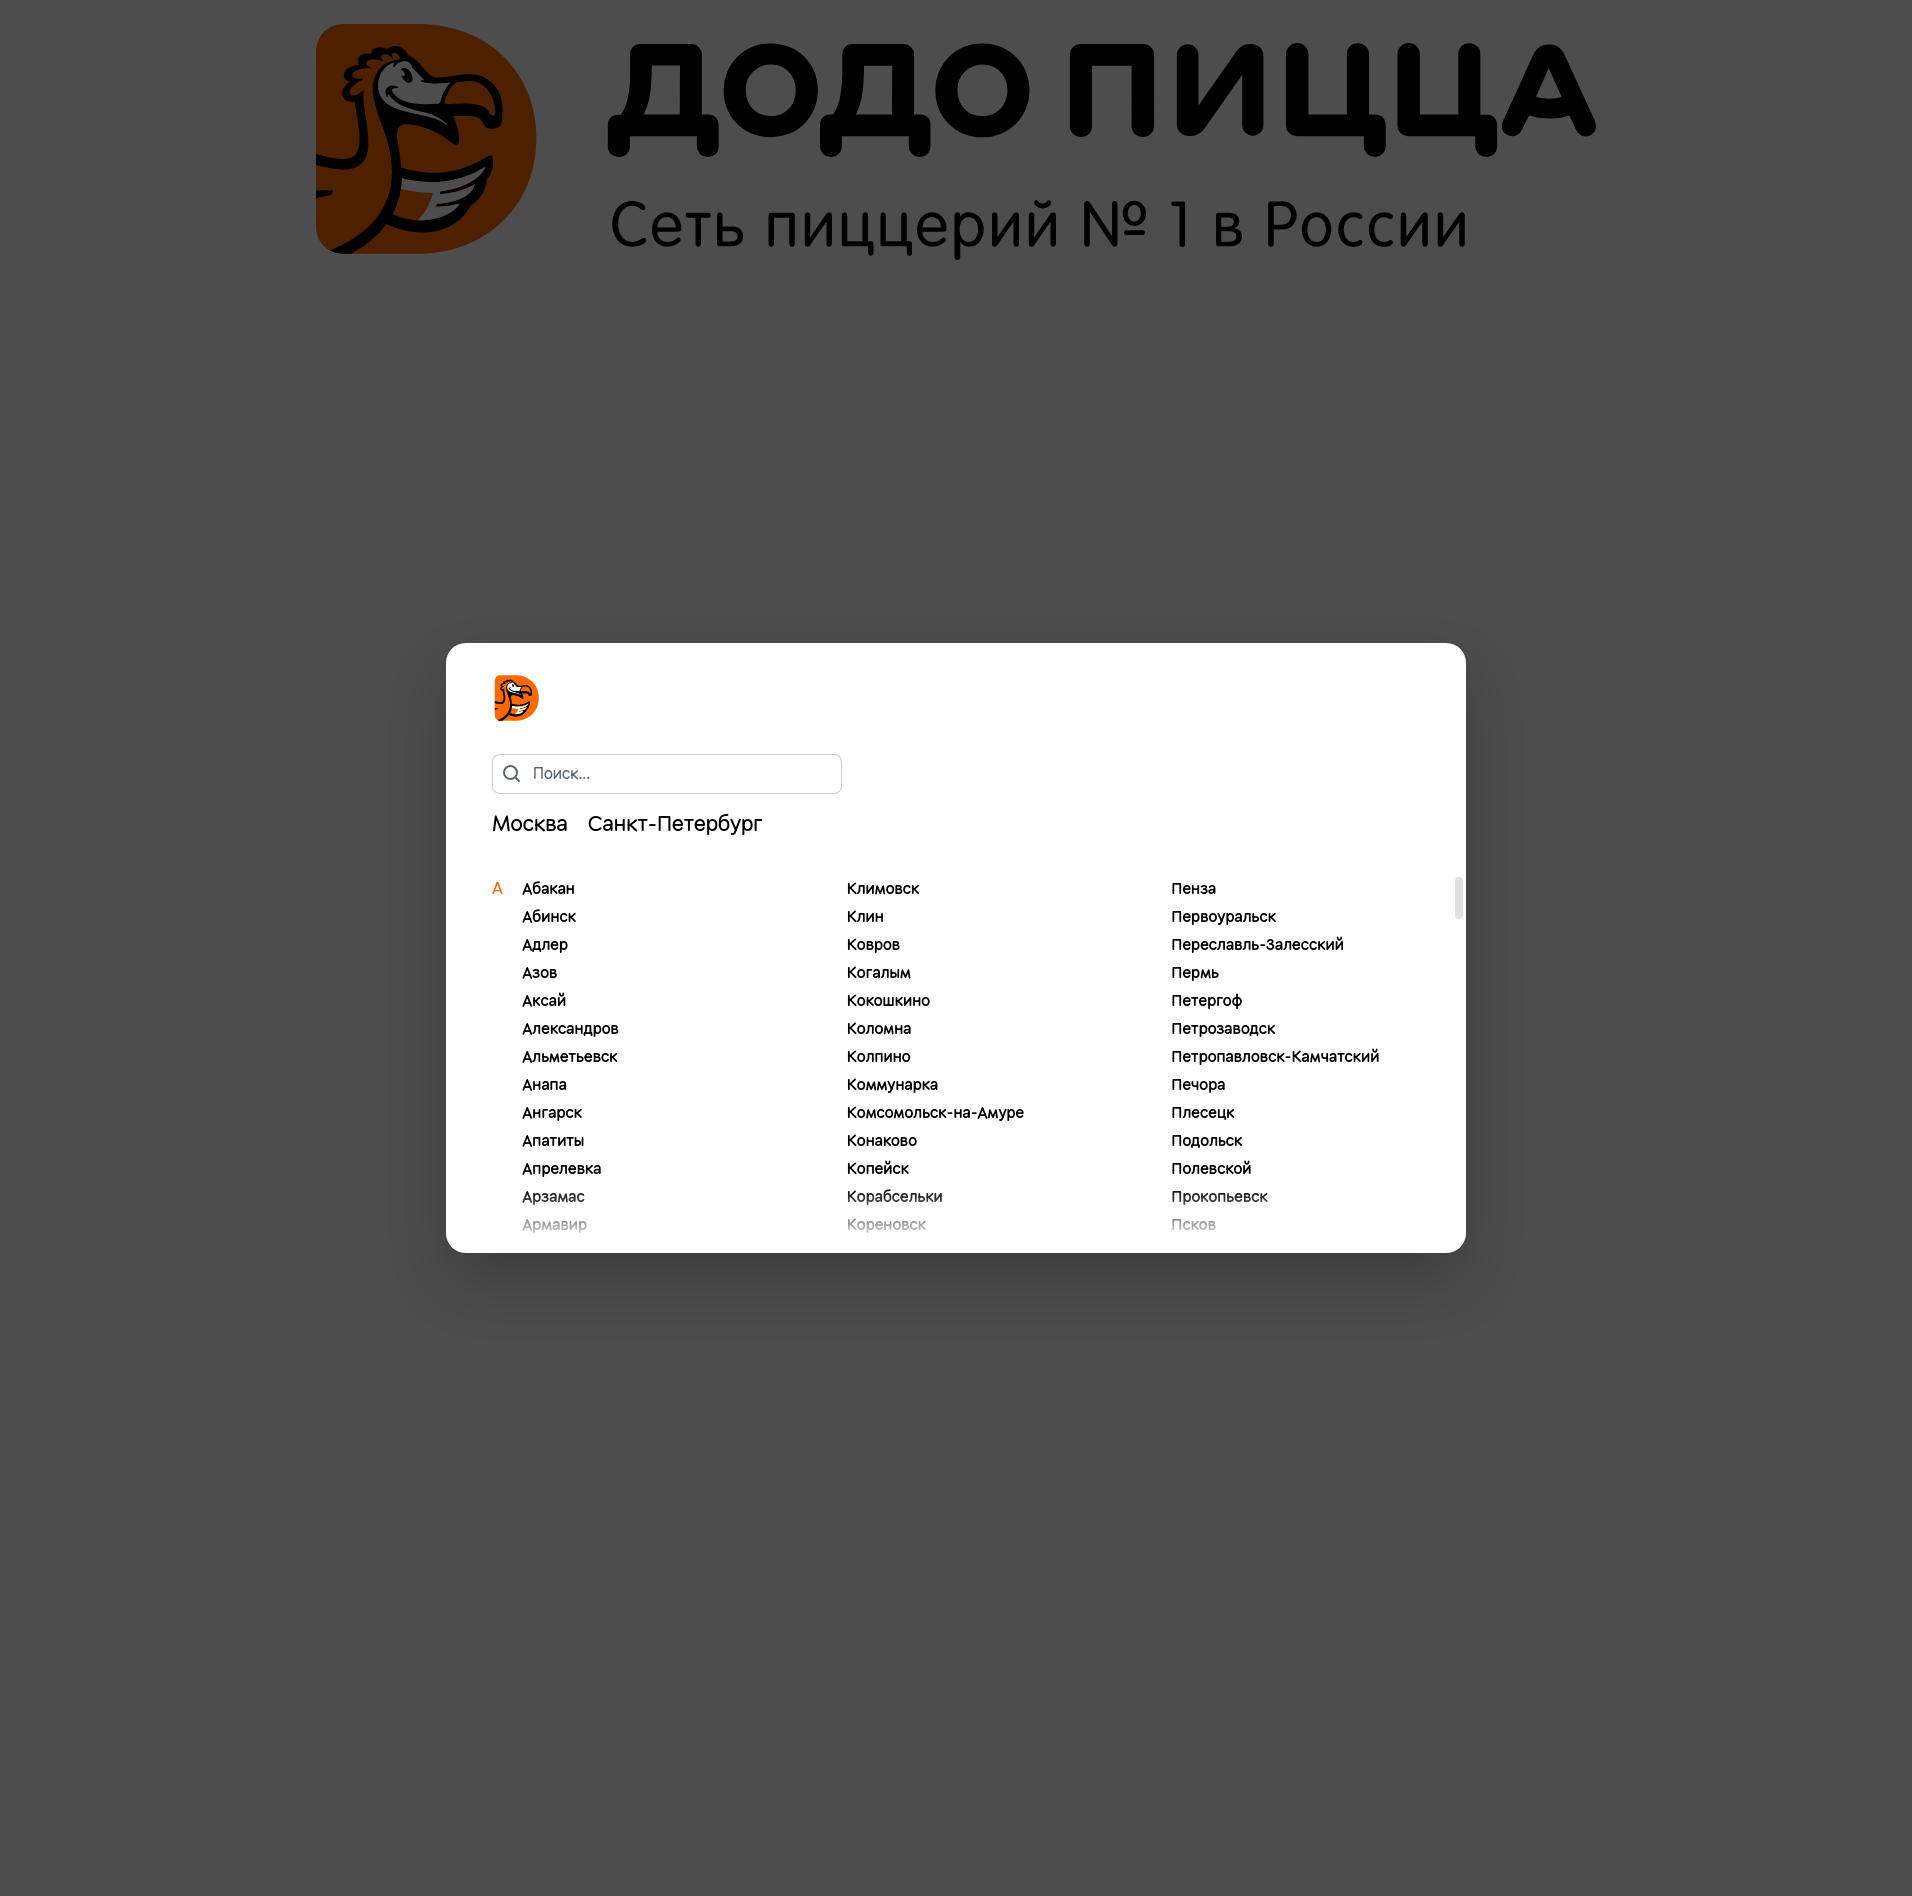 ДОДО ПИЦЦА
Сеть пиццерий № 1 в России
Поиск...
Москва Санкт-Петербург
А
Абакан
Абинск
Адлер
Азов
Аксай
Александров
Альметьевск
Анапа
Ангарск
Апатиты
Апрелевка
Арзамас
Армавир
Климовск
Клин
Ковров
Когалым
Кокошкино
Коломна
Колпино
Коммунарка
Комсомольск-на-Амуре
Конаково
Копейск
Корабсельки
Кореновск
Пенза
Первоуральск
Переславль-Залесский
Пермь
Петергоф
Петрозаводск
Петропавловск-Камчатский
Печора
Плесецк
Подольск
Полевской
Прокопьевск
Псков